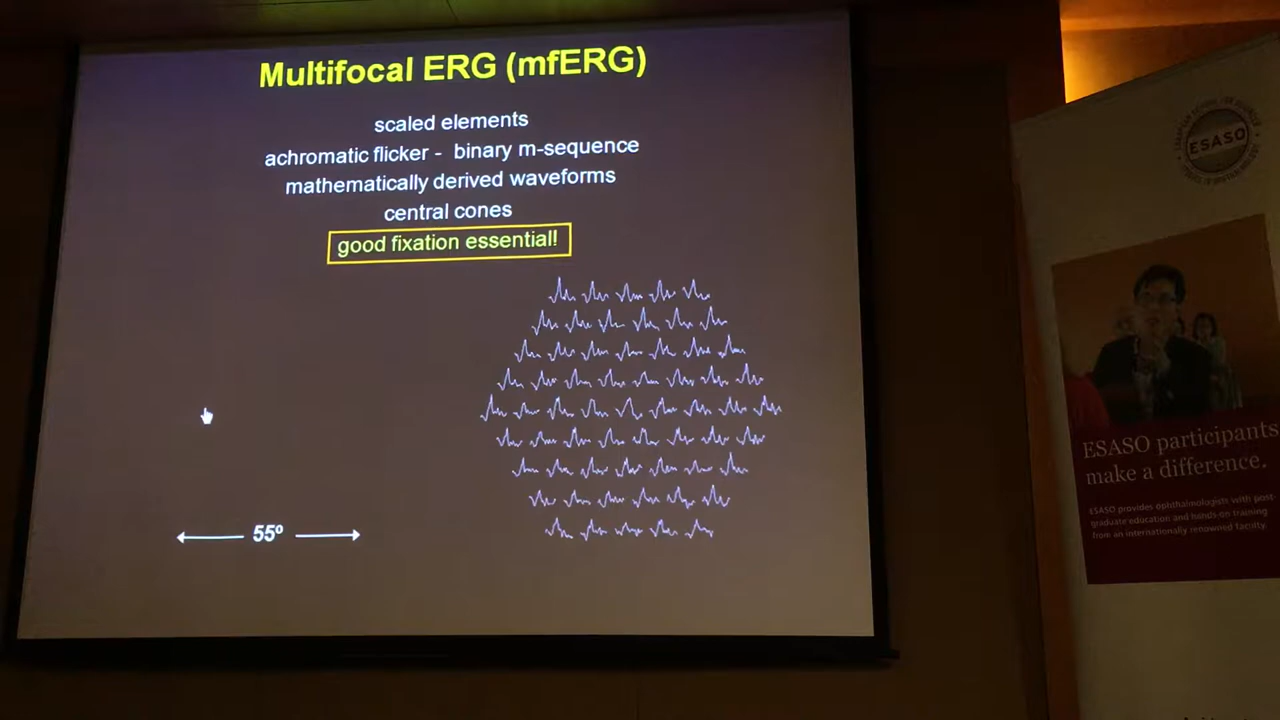 Multifocal ERG (mfERG)
scaled elements
achromatic flicker - binary m-sequence
mathematically derived waveforms
central cones
good fixation essential!
55º
ESASO
ESASO participants
make a difference.
ESASO provides ophthalmologists with post-
graduate education and hands-on training
from an internationally renowned faculty.